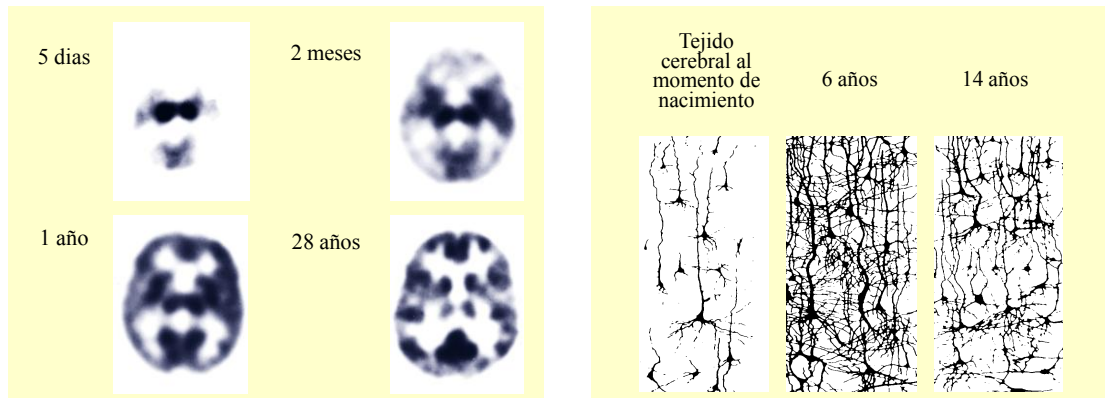 5 dias
2 meses
1 año
28 años
Tejido
cerebral al
momento de
nacimiento
6 años
14 años